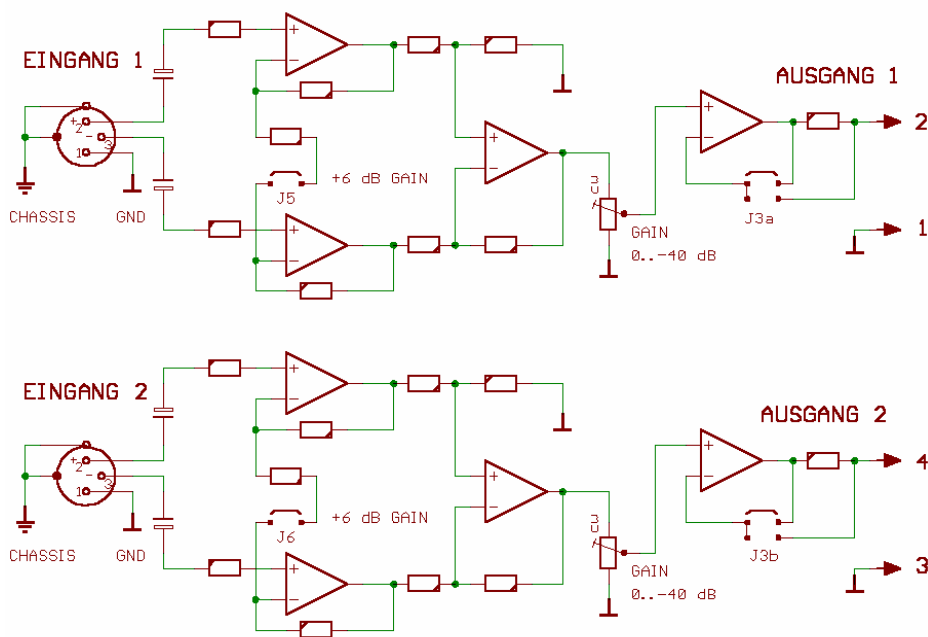 EINGANG 1
+
2
-
3
1
CHASSIS
GND
+
-
J5
+6 dB GAIN
+
-
+
-
CW
GAIN
0..-40 dB
+
-
J3a
AUSGANG 1
2
1
EINGANG 2
+
2
-
3
1
CHASSIS
GND
+
-
J6
+6 dB GAIN
+
-
+
-
CW
GAIN
0..-40 dB
+
-
J3b
AUSGANG 2
4
3